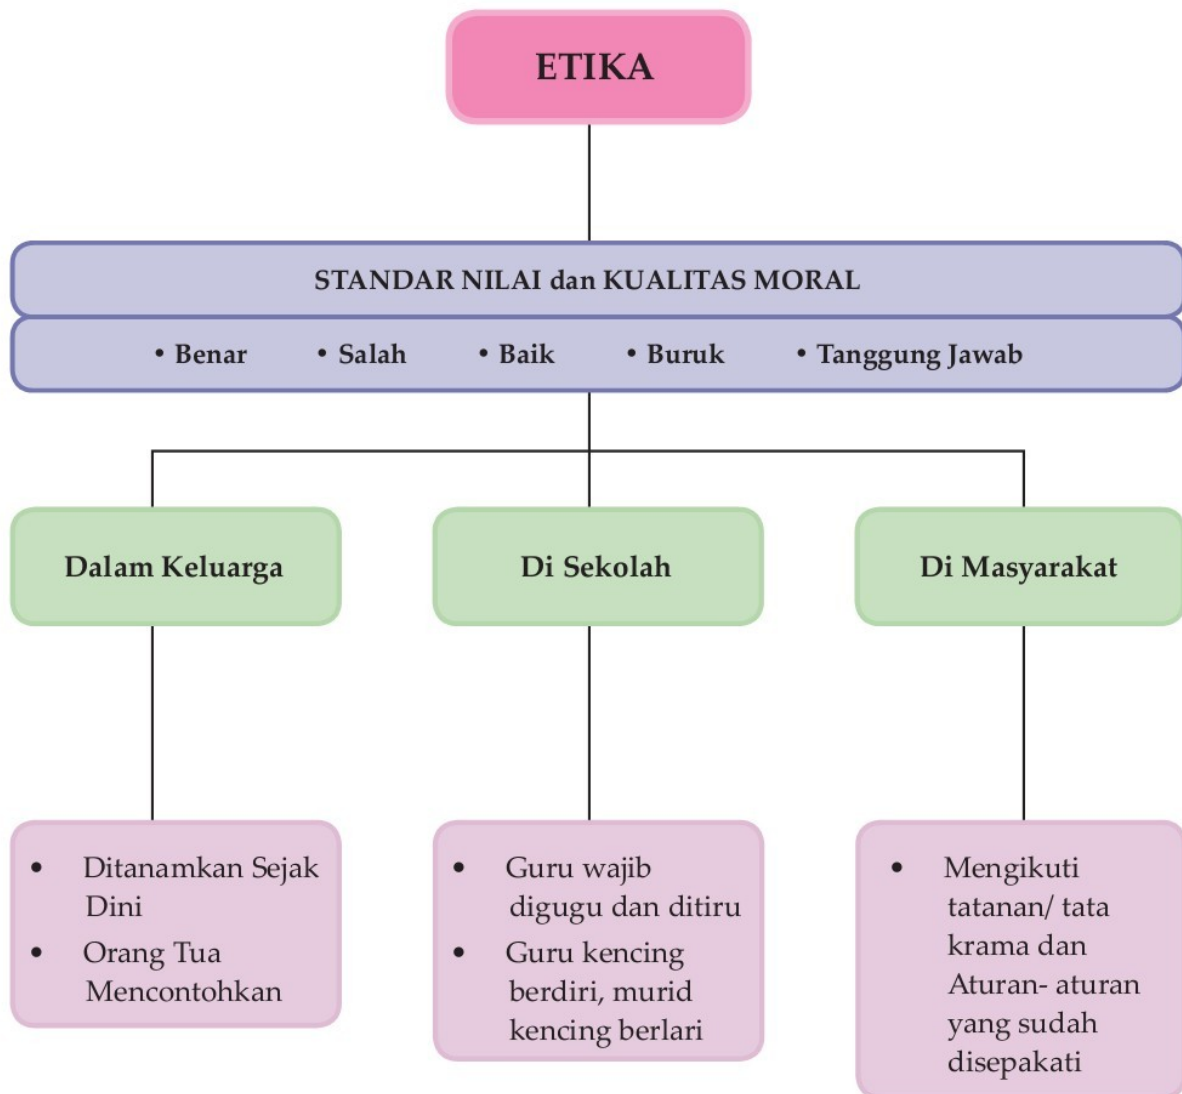 ETIKA
STANDAR NILAI dan KUALITAS MORAL
• Benar • Salah • Baik • Buruk • Tanggung Jawab
Dalam Keluarga
Di Sekolah
Di Masyarakat
• Ditanamkan Sejak
Dini
• Orang Tua
Mencontohkan
• Guru wajib
digugu dan ditiru
• Guru kencing
berdiri, murid
kencing berlari
• Mengikuti
tatanan/ tata
krama dan
Aturan- aturan
yang sudah
disepakati